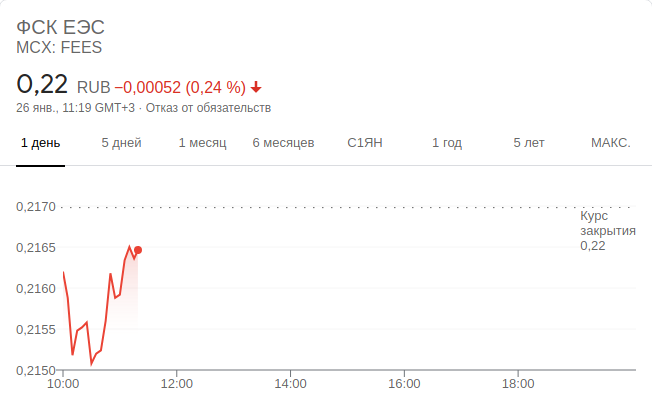 ФСК ЕЭС
MCX: FEES
0,22 RUB −0,00052 (0,24 %)
26 янв., 11:19 GMT+3 · Отказ от обязательств
1 день 5 дней 1 месяц 6 месяцев С1ЯН 1 год 5 лет МАКС.
0,2170
Курс
закрытия
0,22
0,2165
0,2160
0,2155
0,2150
10:00 12:00 14:00 16:00 18:00